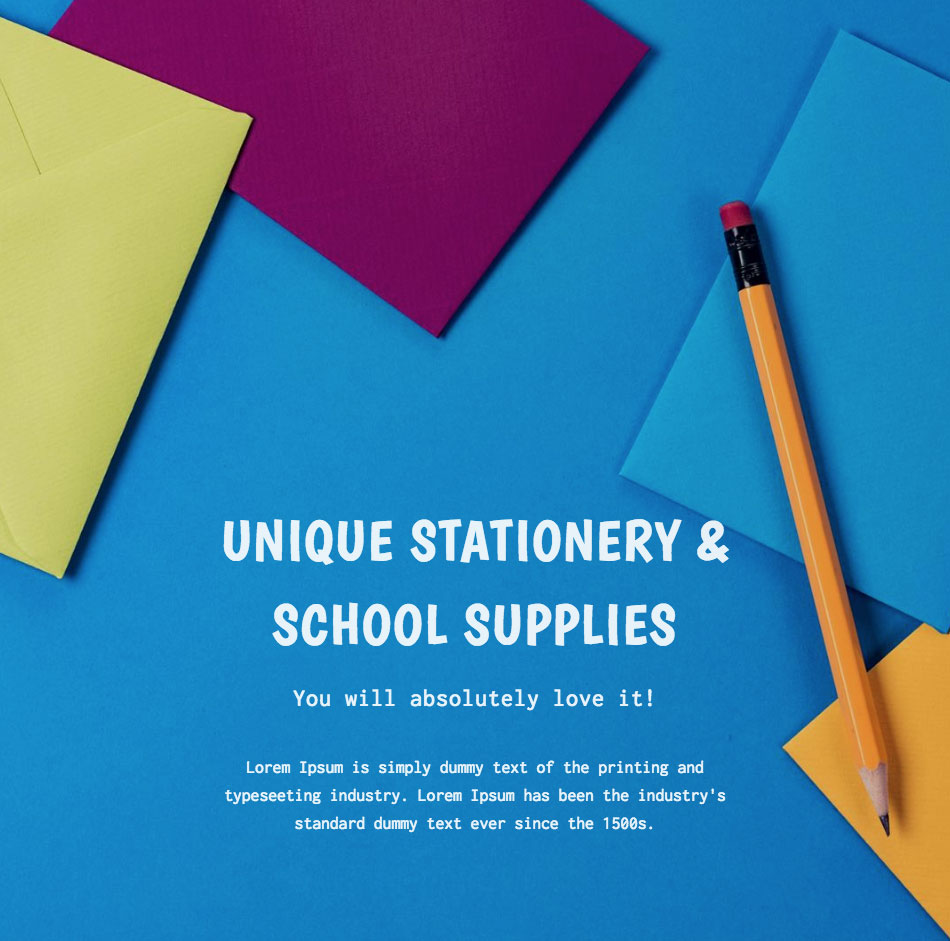 UNIQUE STATIONERY &
SCHOOL SUPPLIES
You will absolutely love it!
Lorem Ipsum is simply dummy text of the printing and
typeseeting industry. Lorem Ipsum has been the industry's
standard dummy text ever since the 1500s.